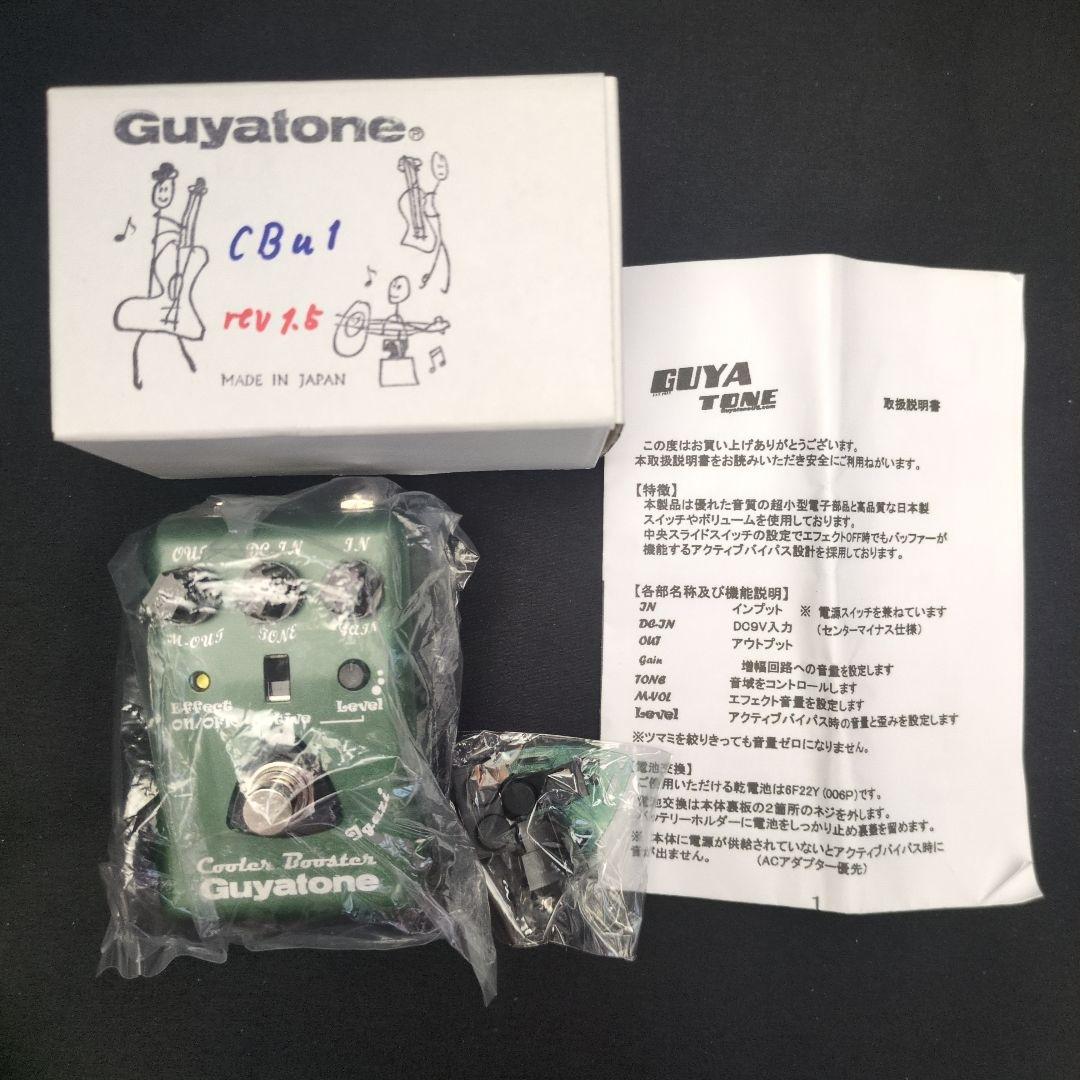 Guyatone®
CBu1
rev 1.5
MADE IN JAPAN
GUYA
TONE
取扱説明書
この度はお買い上げありがとうございます。
本取扱説明書をお読みいただき安全にご利用ねがいます。
【特徴】
本製品は優れた音質の超小型電子部品と高品質な日本製
スイッチやボリュームを使用しております。
中央スライドスイッチの設定でエフェクトOFF時でもバッファーが
機能するアクティブバイパス設計を採用しております。
【各部名称及び機能説明】
IN インプット ※ 電源スイッチを兼ねています
DC-IN DC9V入力 （センターマイナス仕様）
OUT アウトプット
Gain 増幅回路への音量を設定します
TONE 音域をコントロールします
M-VOL エフェクト音量を設定します
Level アクティブバイパス時の音量と歪みを設定します
※ツマミを絞りきっても音量ゼロになりません。
【電池交換】
ご使用いただける乾電池は6F22Y（006P）です。
電池交換は本体裏板の2箇所のネジを外します。
バッテリーホルダーに電池をしっかり止め裏蓋を留めます。
※ 本体に電源が供給されていないとアクティブバイパス時に
音が出ません。 （ACアダプター優先）
1
OUT DC IN IN
M-OUT TONE GAIN
Effect
ON/OFF
Level
Cooler Booster
Guyatone